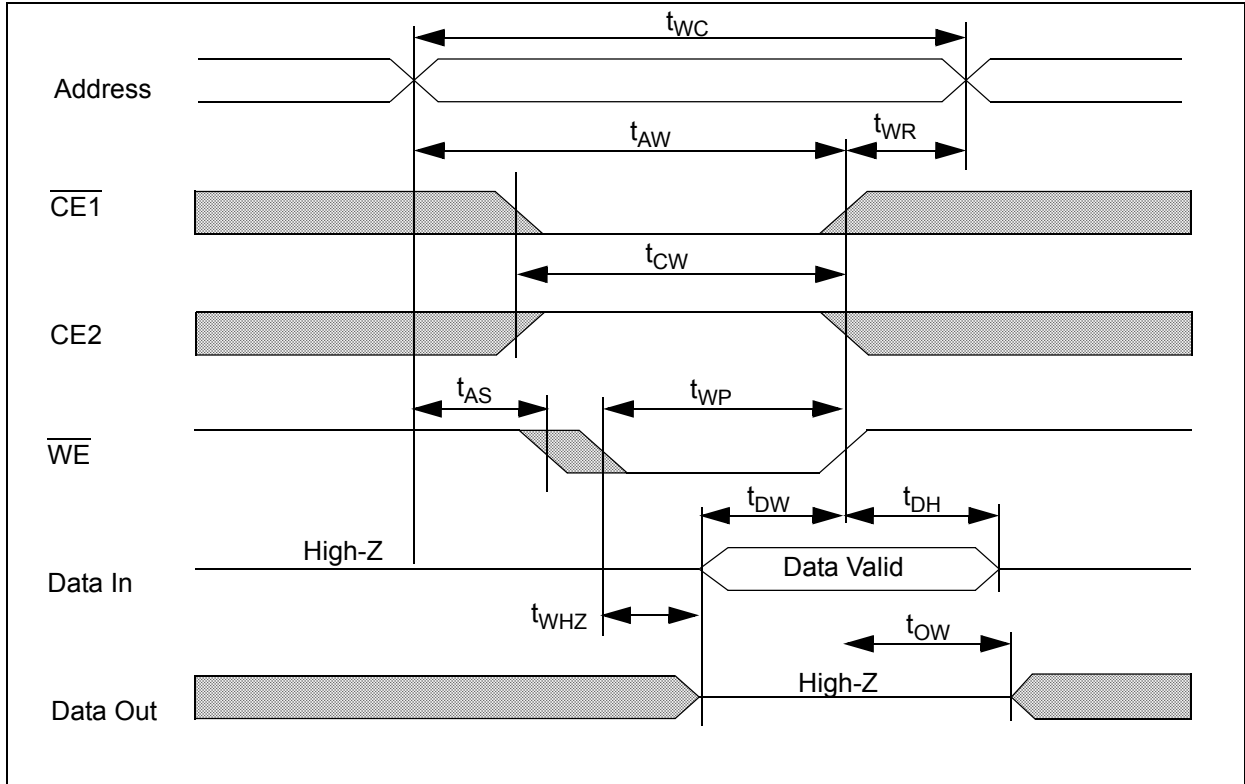 tWC
Address
tAW
tWR
CE1
tCW
CE2
tAS
tWP
WE
tDW
tDH
High-Z
Data Valid
Data In
tWHZ
tOW
High-Z
Data Out